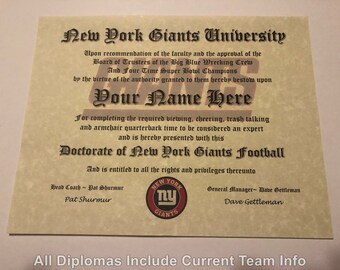 New York Giants University
Upon recommendation of the faculty and the approval of the
Board of Trustees of the Big Blue Wrecking Crew
And Four Time Super Bowl Champions
by the virtue of the authority granted to them hereby bestow upon
GIANTS
Your Name Here
For completing the required viewing, cheering, trash talking
and armchair quarterback time to be considered an expert
and is hereby presented with this
Doctorate of New York Giants Football
And is entitled to all the rights and privileges thereunto
Head Coach ~ Pat Shurmur
General Manager~ Dave Gettleman
Pat Shurmur
NEW YORK
ny
GIANTS
Dave Gettleman
All Diplomas Include Current Team Info